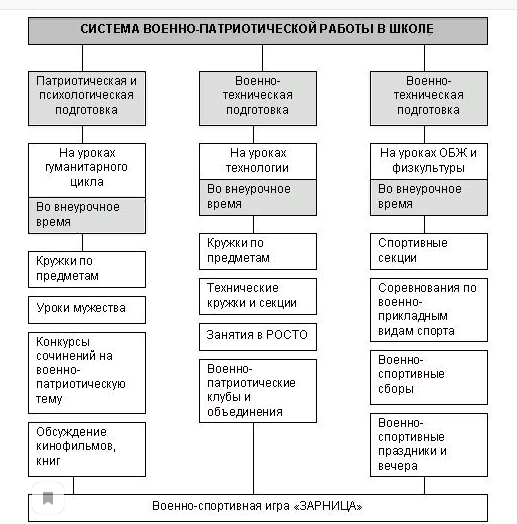 СИСТЕМА ВОЕННО-ПАТРИОТИЧЕСКОЙ РАБОТЫ В ШКОЛЕ
Патриотическая и
психологическая
подготовка
На уроках
гуманитарного
цикла
Во внеурочное
время
Кружки по
предметам
Уроки мужества
Конкурсы
сочинений на
военно-
патриотическую
тему
Обсуждение
кинофильмов,
книг
Военно-
техническая
подготовка
На уроках
технологии
Во внеурочное
время
Кружки по
предметам
Технические
кружки и секции
Занятия в РОСТО
Военно-
патриотические
клубы и
объединения
Военно-
техническая
подготовка
На уроках ОБЖ и
физкультуры
Во внеурочное
время
Спортивные
секции
Соревнования по
военно-
прикладным
видам спорта
Военно-
спортивные
сборы
Военно-
спортивные
праздники и
вечера
Военно-спортивная игра «ЗАРНИЦА»